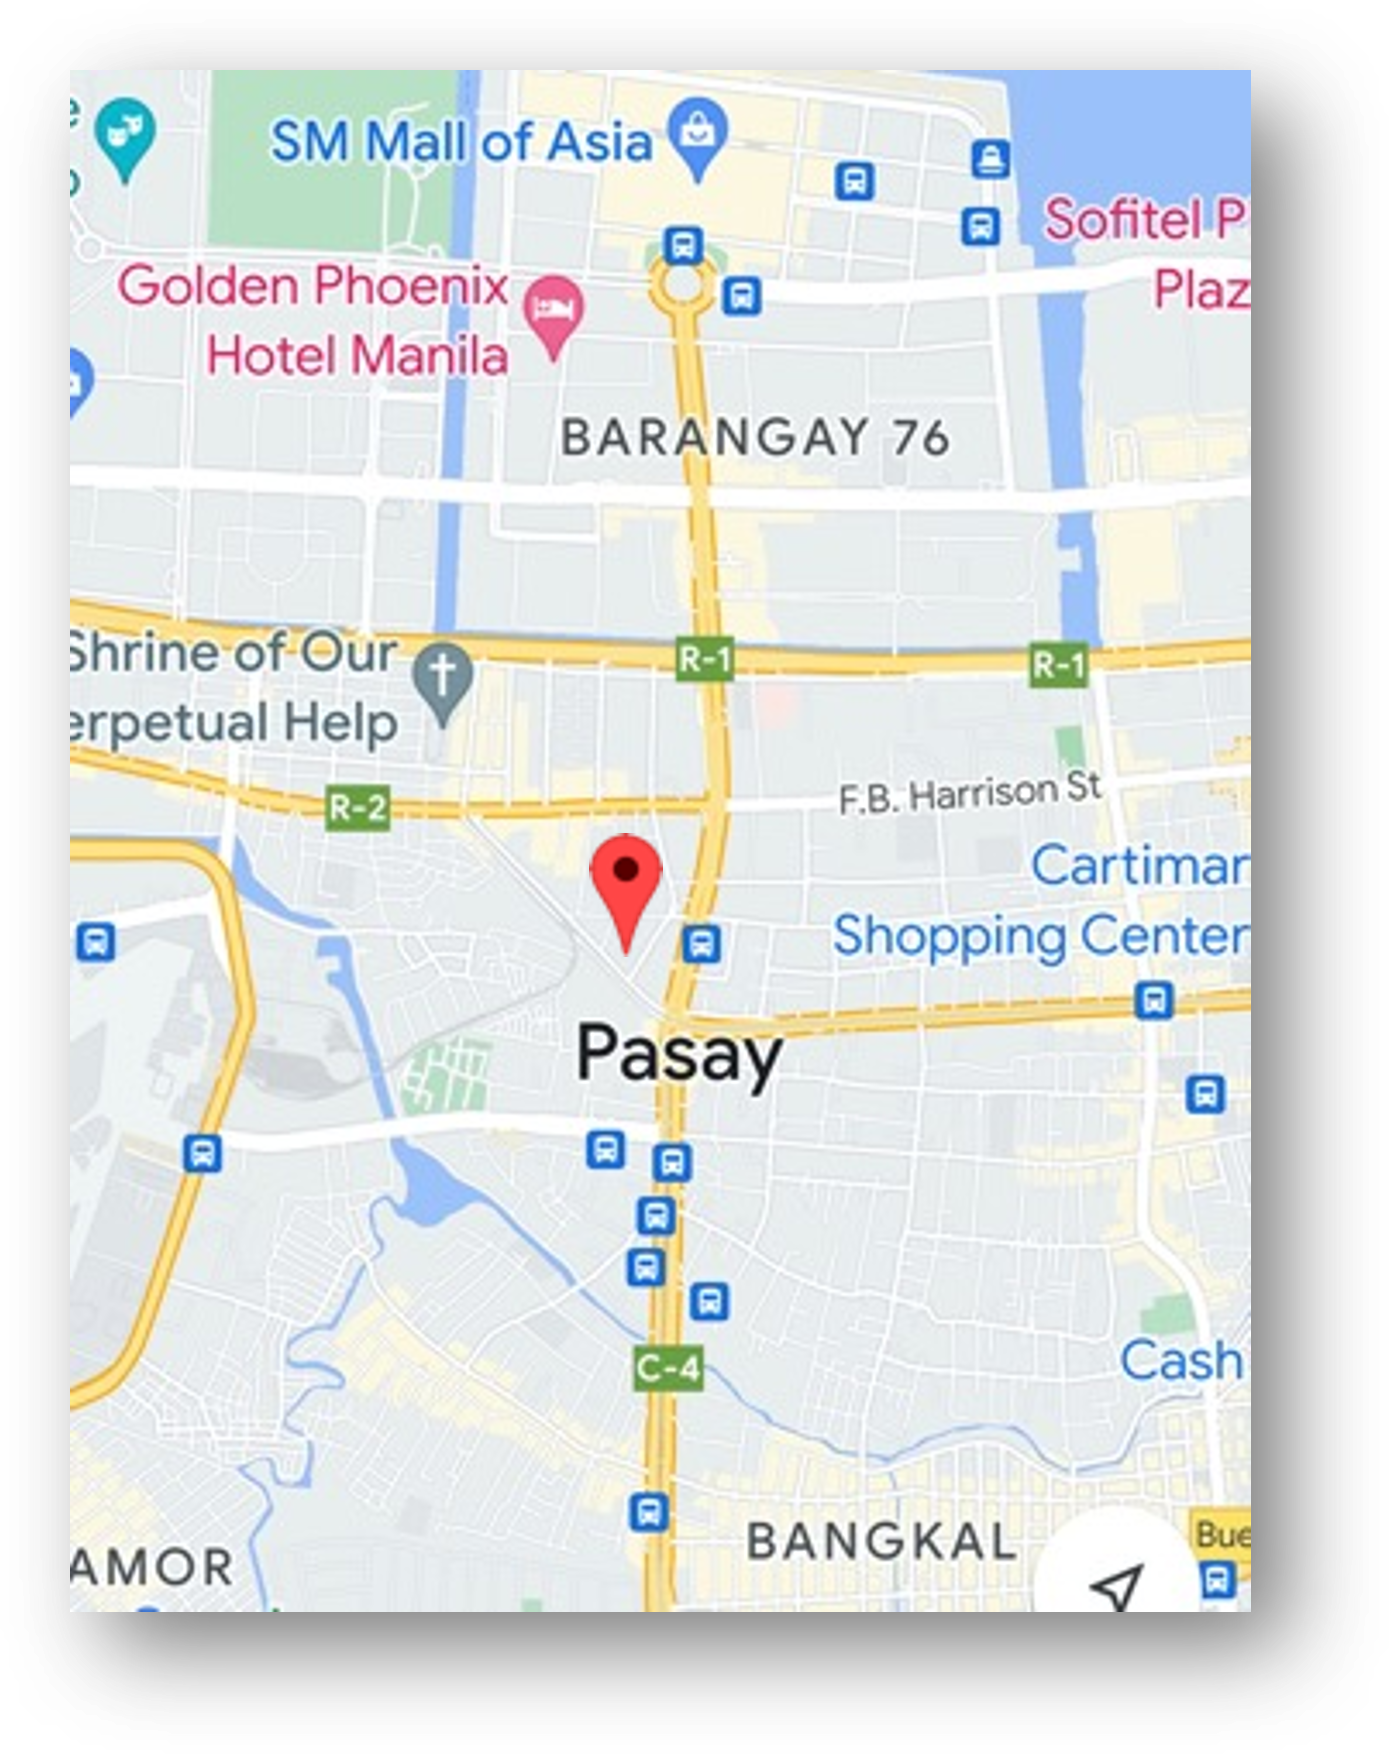 SM Mall of Asia
Sofitel P
Plaz
Golden Phoenix
Hotel Manila
BARANGAY 76
R-1
R-1
Shrine of Our
erpetual Help
R-2
F.B. Harrison St
Cartimar
Shopping Center
Pasay
C-4
Cash
BANGKAL
Bue
AMOR